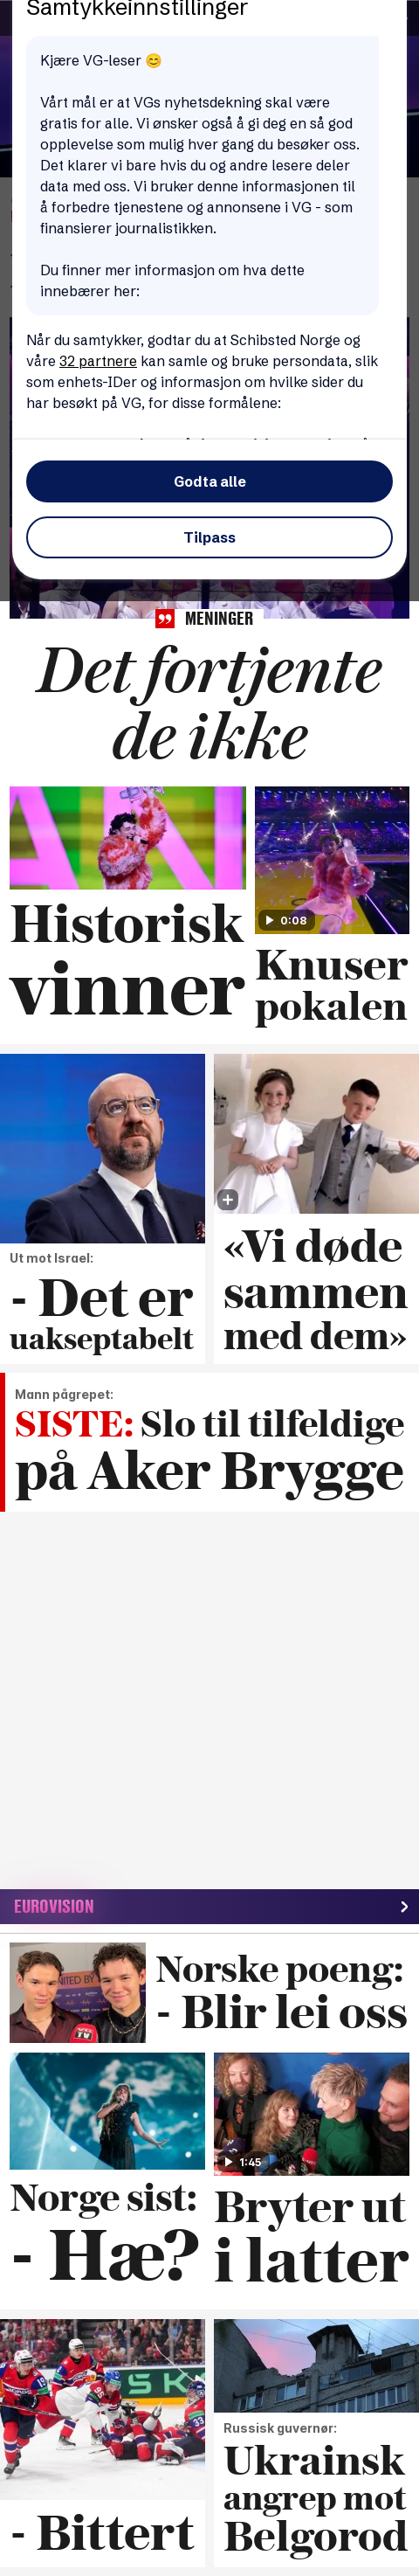 Samtykkeinnstillinger
Kjære VG-leser 😊
Vårt mål er at VGs nyhetsdekning skal være
gratis for alle. Vi ønsker også å gi deg en så god
opplevelse som mulig hver gang du besøker oss.
Det klarer vi bare hvis du og andre lesere deler
data med oss. Vi bruker denne informasjonen til
å forbedre tjenestene og annonsene i VG - som
finansierer journalistikken.
Du finner mer informasjon om hva dette
innebærer her:
Når du samtykker, godtar du at Schibsted Norge og
våre 32 partnere kan samle og bruke persondata, slik
som enhets-IDer og informasjon om hvilke sider du
har besøkt på VG, for disse formålene:
Godta alle
Tilpass
MENINGER
Det fortjente
de ikke
Historisk
vinner
0:08
Knuser
pokalen
Ut mot Israel:
- Det er
uakseptabelt
«Vi døde
sammen
med dem»
Mann pågrepet:
SISTE: Slo til tilfeldige
på Aker Brygge
EUROVISION
Norske poeng:
- Blir lei oss
Norge sist:
- Hæ?
1:45
Bryter ut
i latter
- Bittert
Russisk guvernør:
Ukrainsk
angrep mot
Belgorod